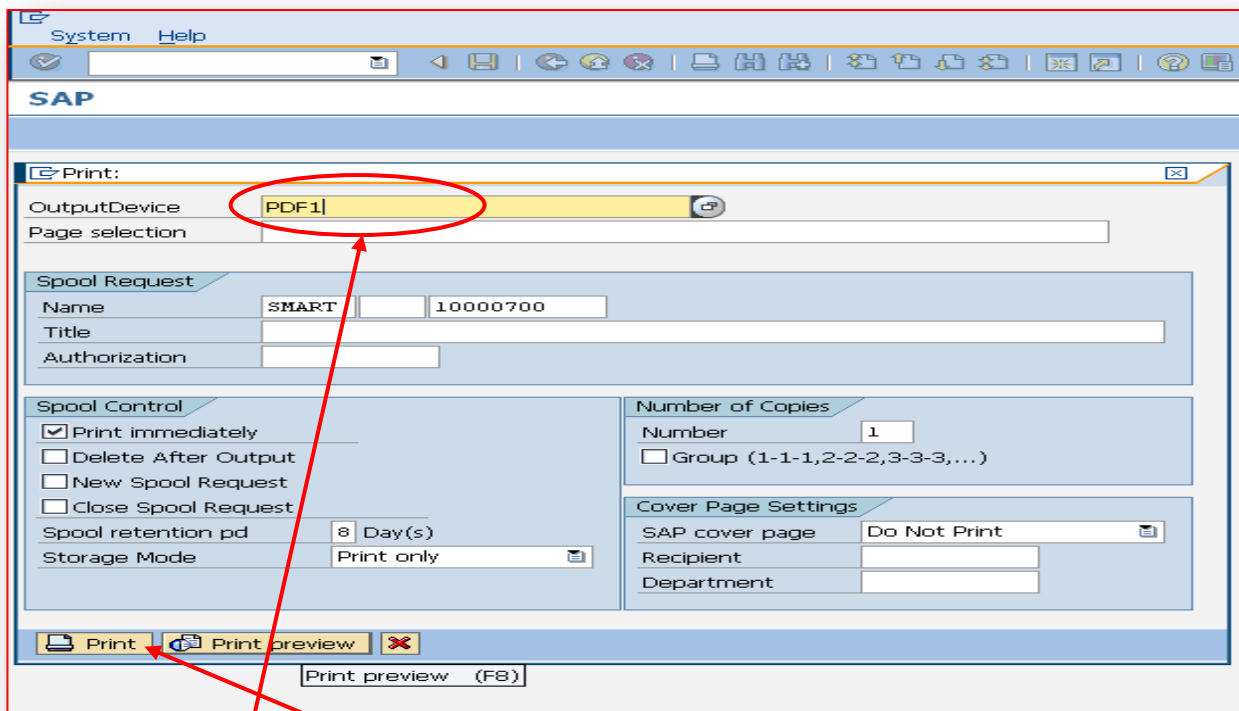 System Help
SAP
Print:
OutputDevice PDF1
Page selection
Spool Request
Name SMART 10000700
Title
Authorization
Spool Control
Print immediately
Delete After Output
New Spool Request
Close Spool Request
Spool retention pd 8 Day(s)
Storage Mode Print only
Number of Copies
Number 1
Group (1-1-1,2-2-2,3-3-3,...)
Cover Page Settings
SAP cover page Do Not Print
Recipient
Department
Print Print preview
Print preview (F8)